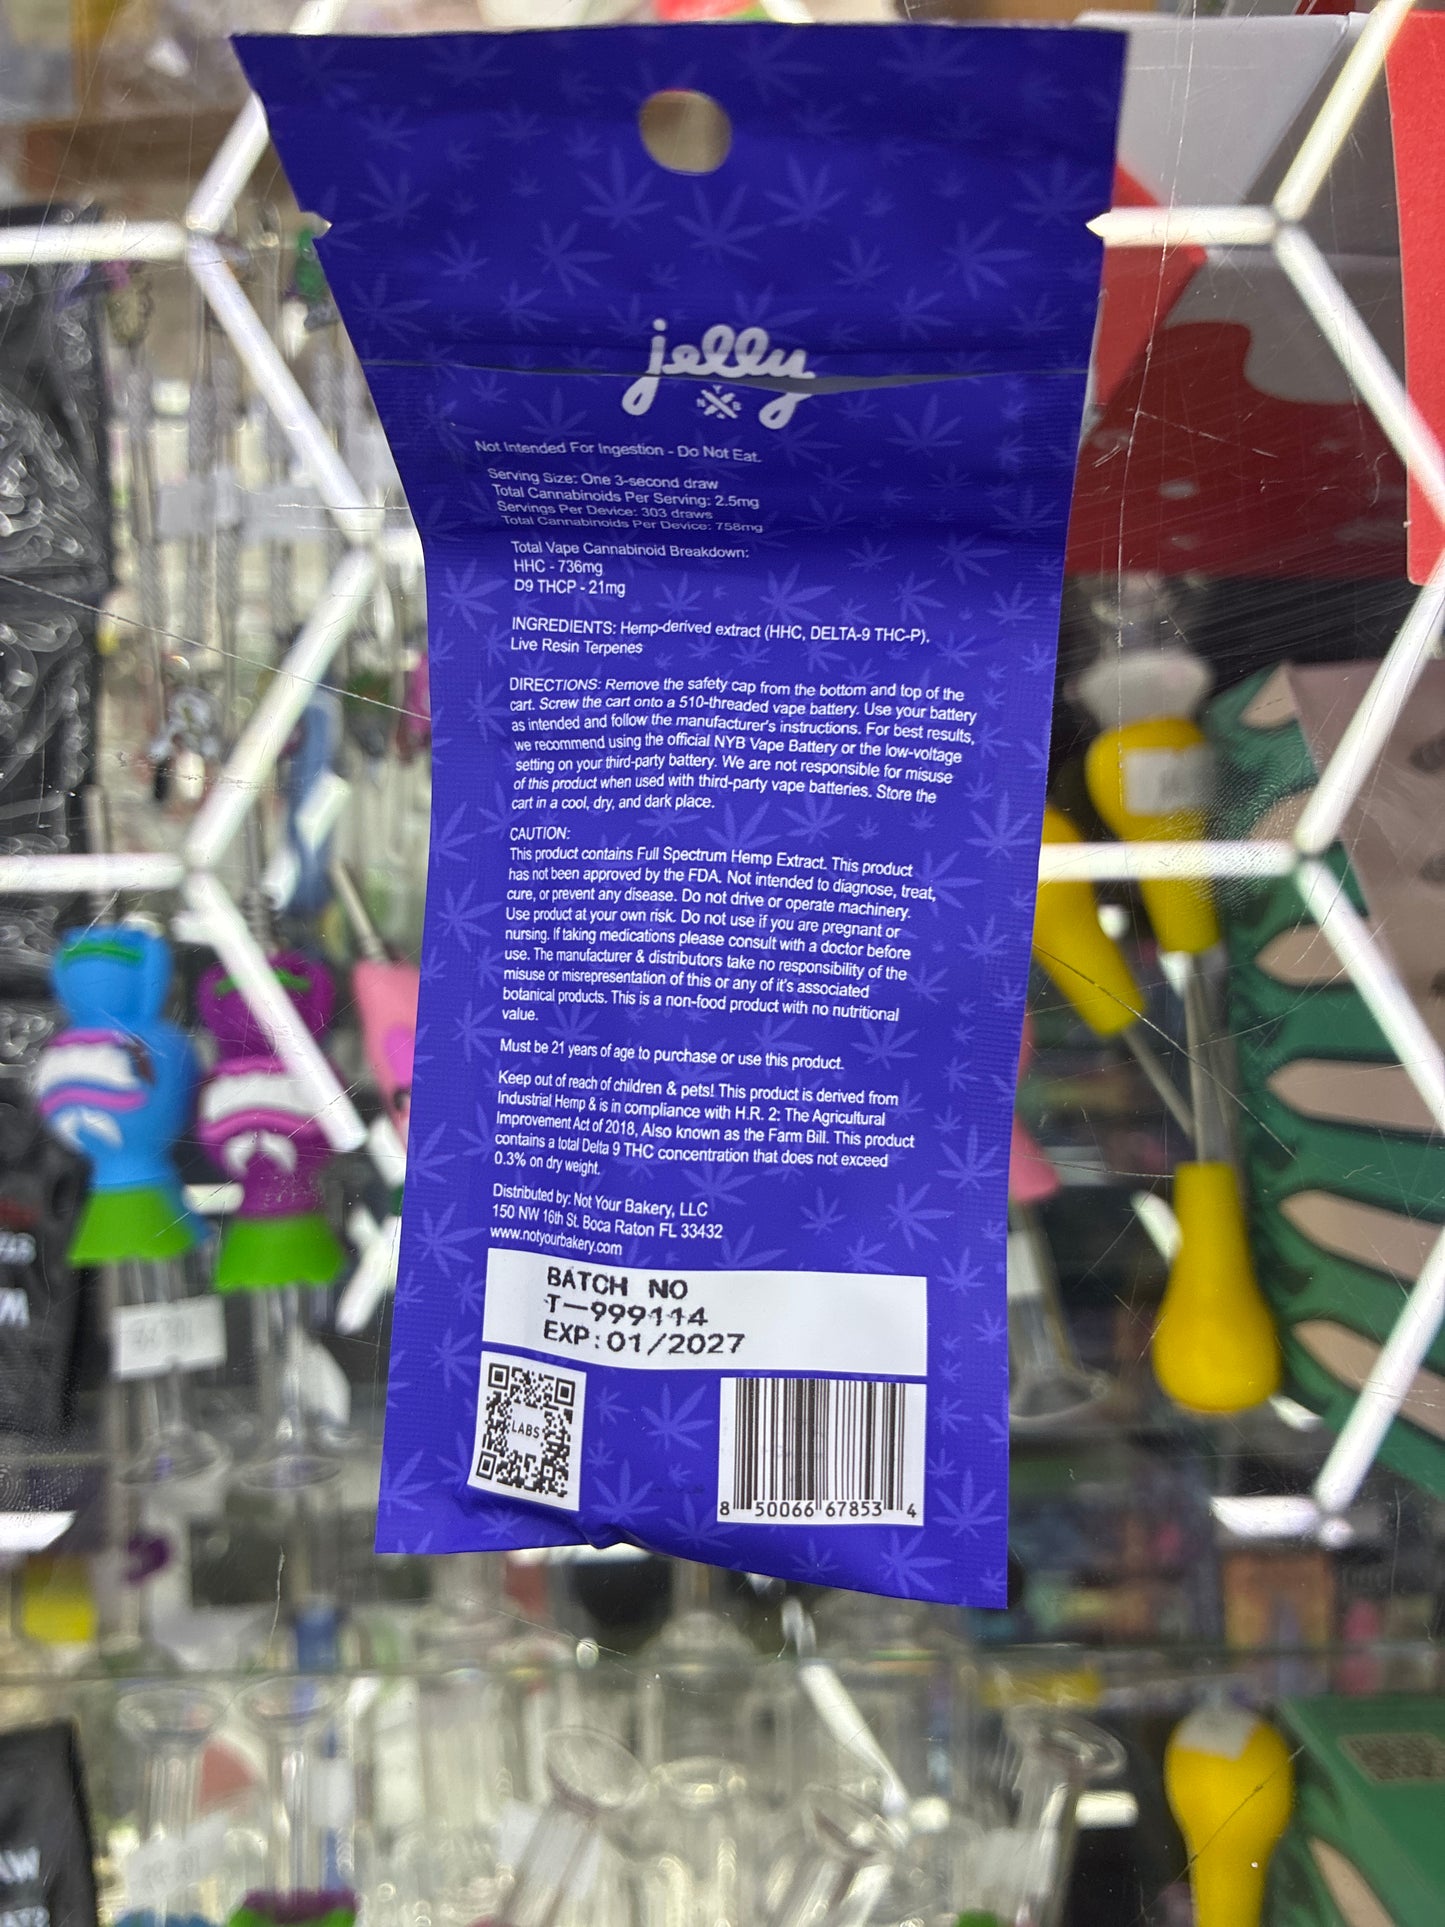 jelly
Not Intended For Ingestion - Do Not Eat.
Serving Size: One 3-second draw
Total Cannabinoids Per Serving: 2.5mg
Servings Per Device: 303 draws
Total Cannabinoids Per Device: 758mg
Total Vape Cannabinoid Breakdown:
HHC - 736mg
D9 THCP - 21mg
INGREDIENTS: Hemp-derived extract (HHC, DELTA-9 THC-P),
Live Resin Terpenes
DIRECTIONS: Remove the safety cap from the bottom and top of the
cart. Screw the cart onto a 510-threaded vape battery. Use your battery
as intended and follow the manufacturer's instructions. For best results,
we recommend using the official NYB Vape Battery or the low-voltage
setting on your third-party battery. We are not responsible for misuse
of this product when used with third-party vape batteries. Store the
cart in a cool, dry, and dark place.
CAUTION:
This product contains Full Spectrum Hemp Extract. This product
has not been approved by the FDA. Not intended to diagnose, treat,
cure, or prevent any disease. Do not drive or operate machinery.
Use product at your own risk. Do not use if you are pregnant or
nursing. If taking medications please consult with a doctor before
use. The manufacturer & distributors take no responsibility of the
misuse or misrepresentation of this or any of it's associated
botanical products. This is a non-food product with no nutritional
value.
Must be 21 years of age to purchase or use this product.
Keep out of reach of children & pets! This product is derived from
Industrial Hemp & is in compliance with H.R. 2: The Agricultural
Improvement Act of 2018, Also known as the Farm Bill. This product
contains a total Delta 9 THC concentration that does not exceed
0.3% on dry weight.
Distributed by: Not Your Bakery, LLC
150 NW 16th St. Boca Raton FL 33432
www.notyourbakery.com
BATCH NO
T-999114
EXP:01/2027
LABS
8 50066 67853 4